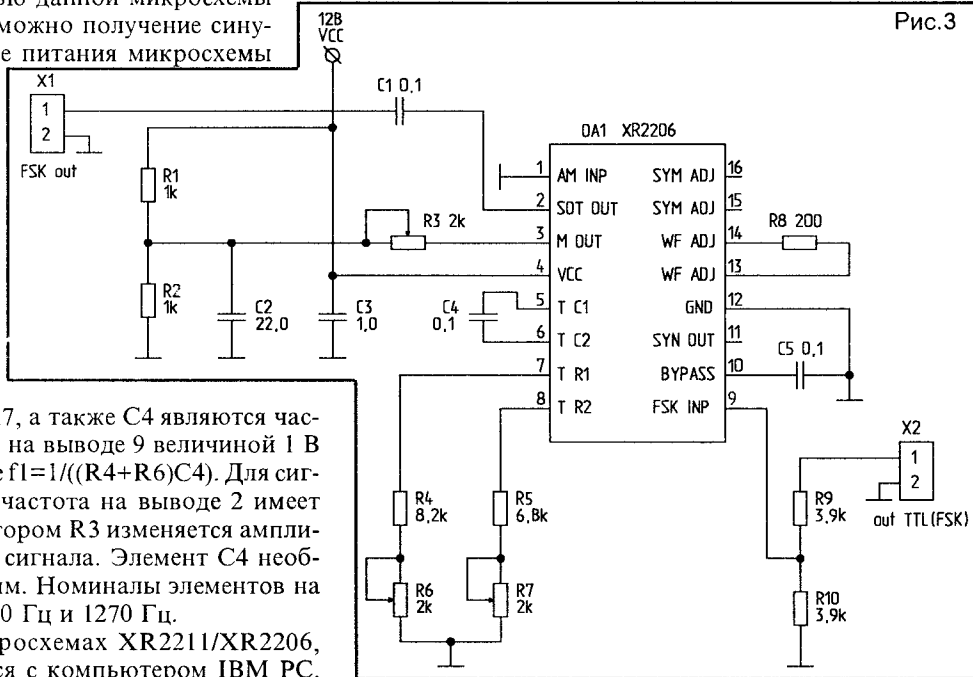 ью данной микросхемы
можно получение сину-
е питания микросхемы
Рис.3
12В
VCC
X1
1
2
FSK out
C1 0,1
R1
1k
R2
1k
R3 2k
C2
22,0
C3
1,0
C4
0,1
DA1 XR2206
1 AM INP
2 SOT OUT
3 M OUT
4 VCC
5 T C1
6 T C2
7 T R1
8 T R2
SYM ADJ 16
SYM ADJ 15
WF ADJ 14
WF ADJ 13
GND 12
SYN OUT 11
BYPASS 10
FSK INP 9
R8 200
C5 0,1
R4
8,2k
R5
6,8k
R6
2k
R7
2k
X2
1
2
out TTL(FSK)
R9
3,9k
R10
3,9k
17, а также С4 являются час-
на выводе 9 величиной 1 В
е f1=1/((R4+R6)C4). Для сиг-
частота на выводе 2 имеет
тором R3 изменяется ампли-
сигнала. Элемент С4 необ-
им. Номиналы элементов на
0 Гц и 1270 Гц.
росхемах XR2211/XR2206,
ся с компьютером IBM PC,